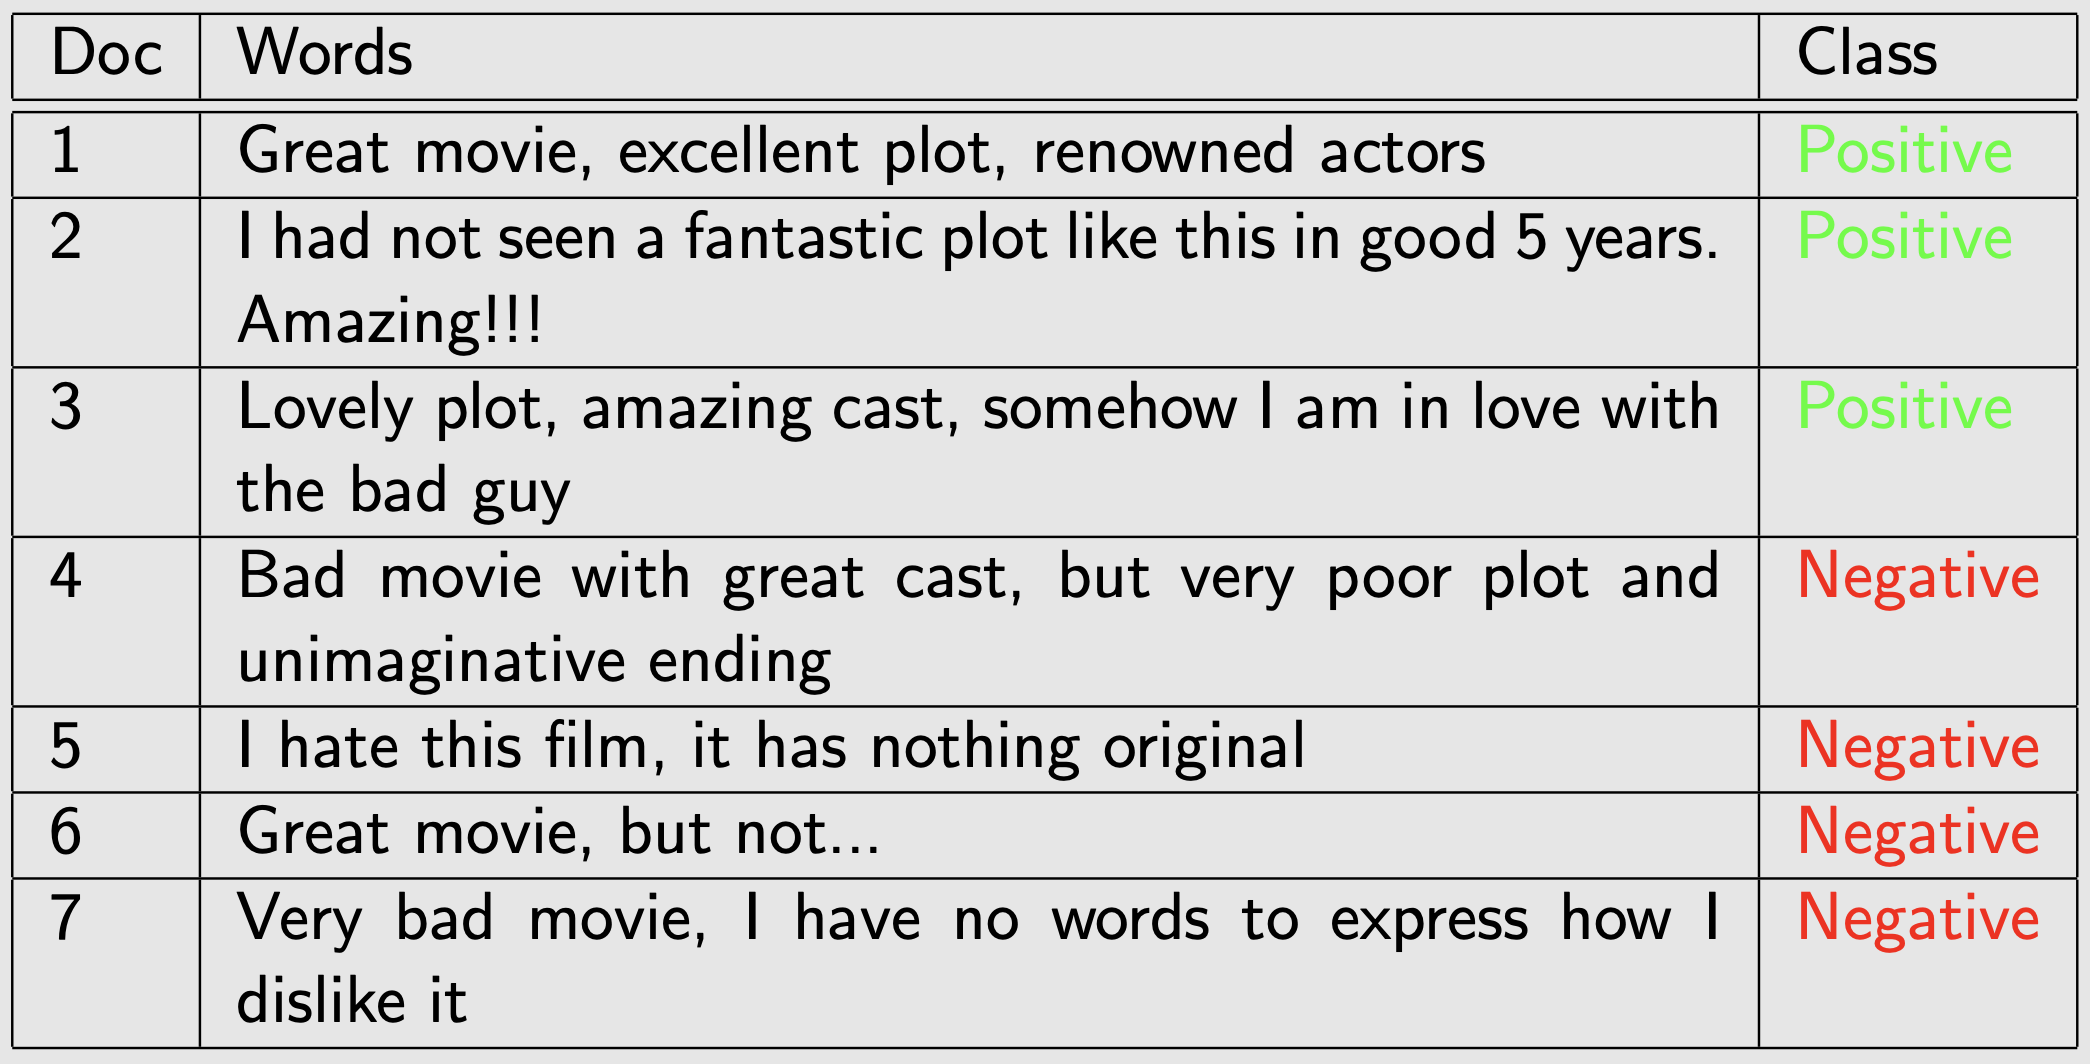 Doc Words Class
1 Great movie, excellent plot, renowned actors Positive
2 I had not seen a fantastic plot like this in good 5 years. Positive
Amazing!!!
3 Lovely plot, amazing cast, somehow I am in love with Positive
the bad guy
4 Bad movie with great cast, but very poor plot and Negative
unimaginative ending
5 I hate this film, it has nothing original Negative
6 Great movie, but not... Negative
7 Very bad movie, I have no words to express how I Negative
dislike it